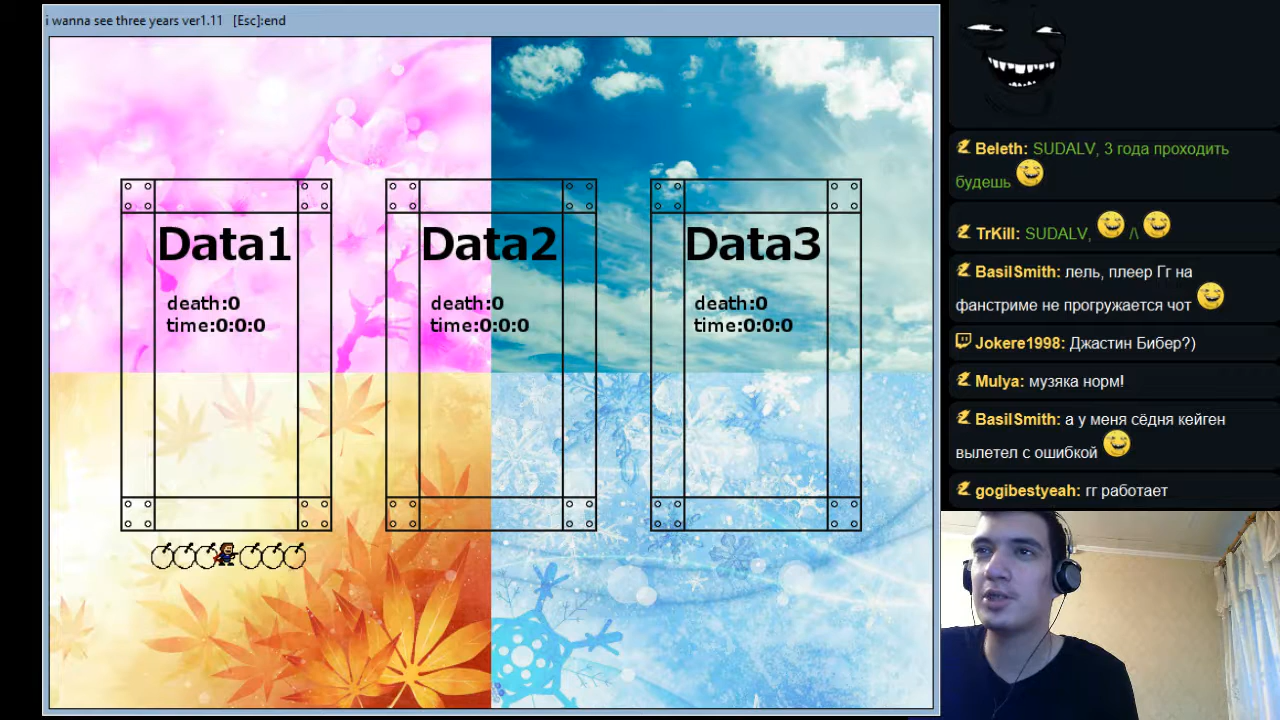 i wanna see three years ver1.11 [Esc]:end
Data1
death:0
time:0:0:0
Data2
death:0
time:0:0:0
Data3
death:0
time:0:0:0
Beleth: SUDALV, 3 года проходить
будешь
TrKill: SUDALV, /\
BasilSmith: лель, плеер Гг на
фанстриме не прогружается чот
Jokere1998: Джастин Бибер?)
Mulya: музяка норм!
BasilSmith: а у меня сёдня кейген
вылетел с ошибкой
gogibestyeah: гг работает